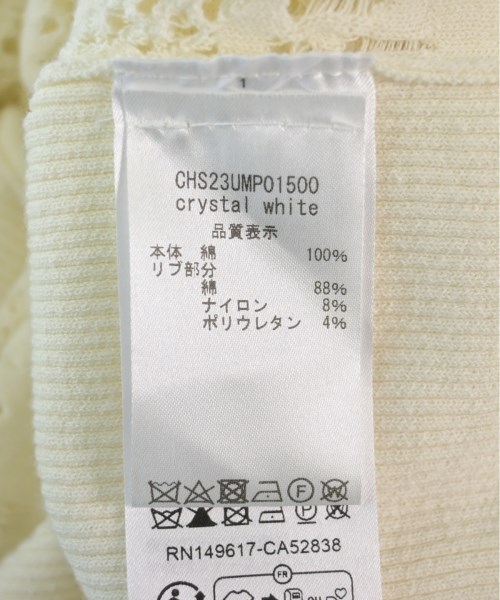 1
CHS23UMP01500
crystal white
品質表示
本体 綿 100%
リブ部分
綿 88%
ナイロン 8%
ポリウレタン 4%
F W
P W
RN149617-CA52838
FR
OU